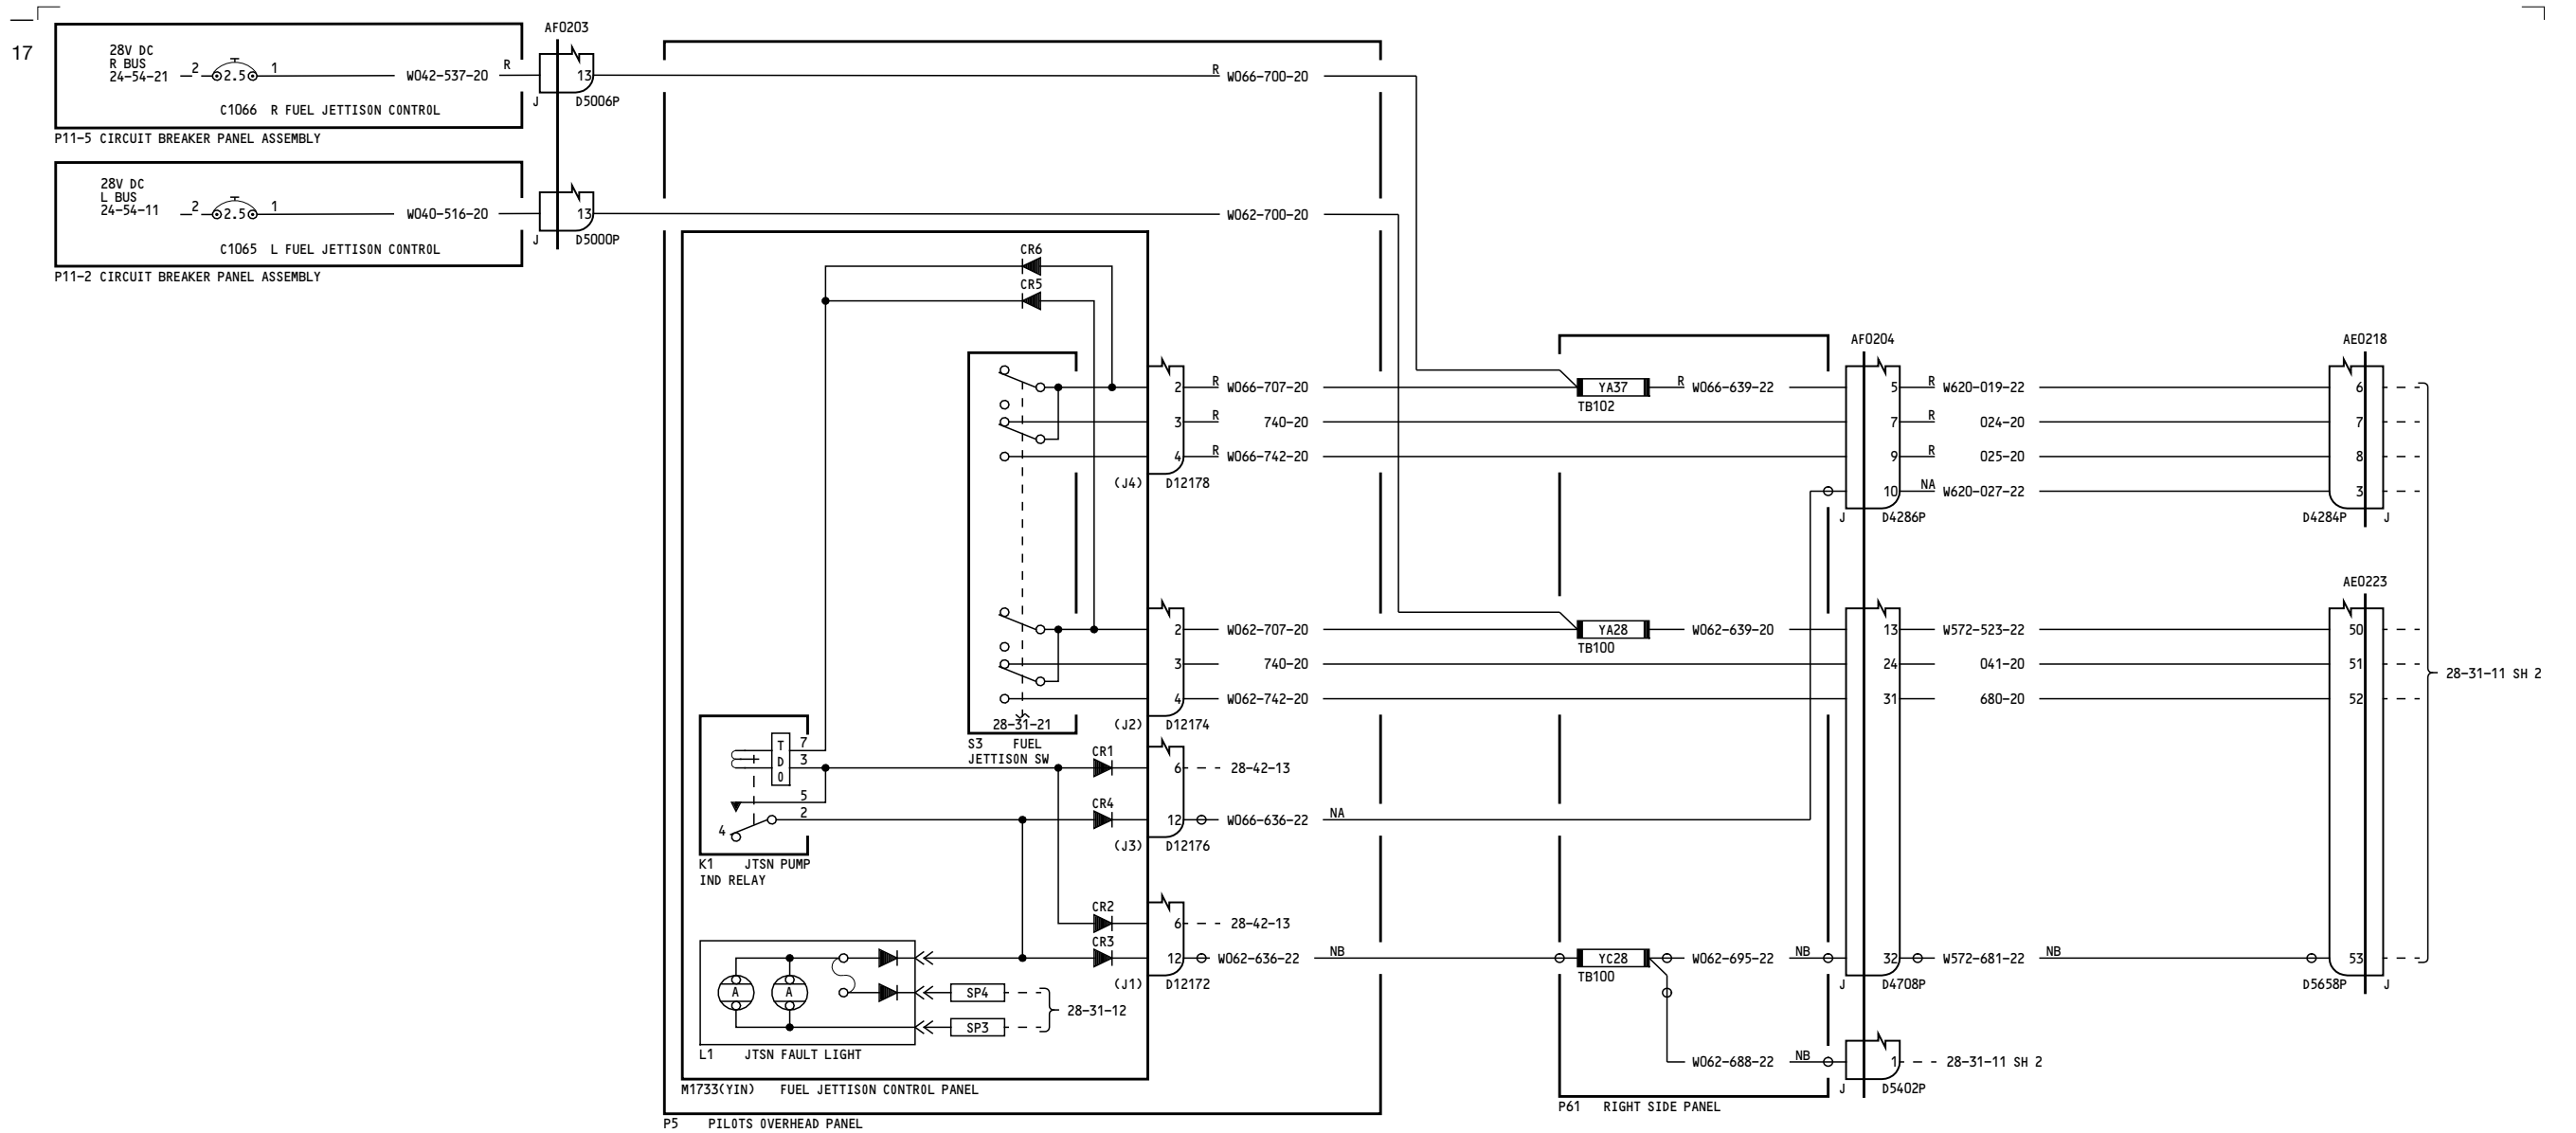 17
28V DC
R BUS
24-54-21
2
2.5
1
W042-537-20
R
C1066 R FUEL JETTISON CONTROL
P11-5 CIRCUIT BREAKER PANEL ASSEMBLY
AF0203
13
J
D5006P
R W066-700-20
28V DC
L BUS
24-54-11
2
2.5
1
W040-516-20
C1065 L FUEL JETTISON CONTROL
P11-2 CIRCUIT BREAKER PANEL ASSEMBLY
13
J
D5000P
W062-700-20
CR6
CR5
28-31-21
S3 FUEL
JETTISON SW
2
3
4
(J4)
D12178
R W066-707-20
R 740-20
R W066-742-20
2
3
4
(J2)
D12174
W062-707-20
740-20
W062-742-20
T
D
O
7
3
5
2
4
K1 JTSN PUMP
IND RELAY
CR1
6
28-42-13
CR4
12
W066-636-22
NA
(J3)
D12176
CR2
6
28-42-13
CR3
12
W062-636-22
NB
(J1)
D12172
A
A
SP4
SP3
28-31-12
L1 JTSN FAULT LIGHT
M1733(YIN) FUEL JETTISON CONTROL PANEL
P5 PILOTS OVERHEAD PANEL
YA37
TB102
R W066-639-22
YA28
TB100
W062-639-20
YC28
TB100
W062-695-22
NB
W062-688-22
NB
P61 RIGHT SIDE PANEL
AF0204
5
7
9
10
J
D4286P
R W620-019-22
R 024-20
R 025-20
NA W620-027-22
AE0218
6
7
8
3
D4284P
J
13
24
31
32
J
D4708P
W572-523-22
041-20
680-20
W572-681-22
NB
AE0223
50
51
52
53
D5658P
J
28-31-11 SH 2
1
28-31-11 SH 2
J
D5402P